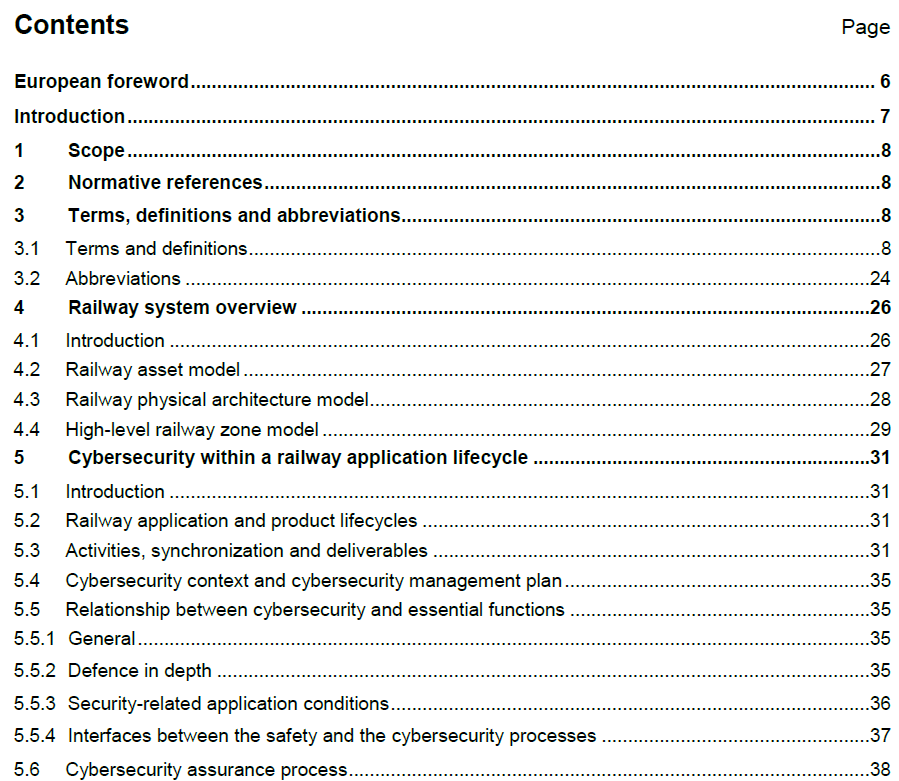 Contents Page
European foreword ........ 6
Introduction ........ 7
1 Scope ........ 8
2 Normative references ........ 8
3 Terms, definitions and abbreviations ........ 8
3.1 Terms and definitions ........ 8
3.2 Abbreviations ........ 24
4 Railway system overview ........ 26
4.1 Introduction ........ 26
4.2 Railway asset model ........ 27
4.3 Railway physical architecture model ........ 28
4.4 High-level railway zone model ........ 29
5 Cybersecurity within a railway application lifecycle ........ 31
5.1 Introduction ........ 31
5.2 Railway application and product lifecycles ........ 31
5.3 Activities, synchronization and deliverables ........ 31
5.4 Cybersecurity context and cybersecurity management plan ........ 35
5.5 Relationship between cybersecurity and essential functions ........ 35
5.5.1 General ........ 35
5.5.2 Defence in depth ........ 35
5.5.3 Security-related application conditions ........ 36
5.5.4 Interfaces between the safety and the cybersecurity processes ........ 37
5.6 Cybersecurity assurance process ........ 38